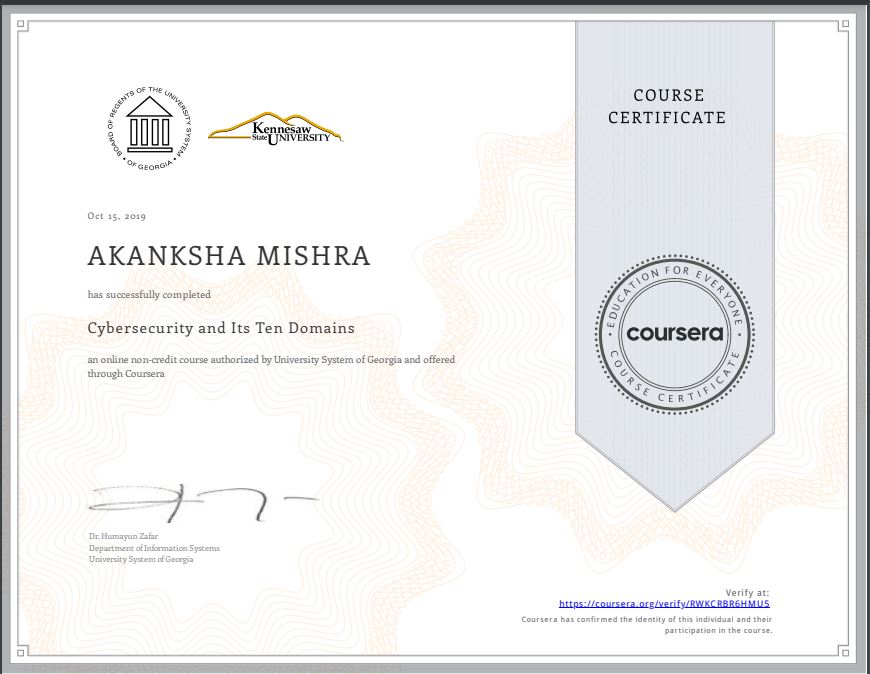 BOARD OF REGENTS OF THE UNIVERSITY SYSTEM • OF GEORGIA •
Kennesaw
State UNIVERSITY
COURSE
CERTIFICATE
Oct 15, 2019
AKANKSHA MISHRA
has successfully completed
Cybersecurity and Its Ten Domains
an online non-credit course authorized by University System of Georgia and offered
through Coursera
• EDUCATION FOR EVERYONE •
coursera
COURSE CERTIFICATE
Dr. Humayun Zafar
Department of Information Systems
University System of Georgia
Verify at:
https://coursera.org/verify/RWKCRBR6HMU5
Coursera has confirmed the identity of this individual and their
participation in the course.